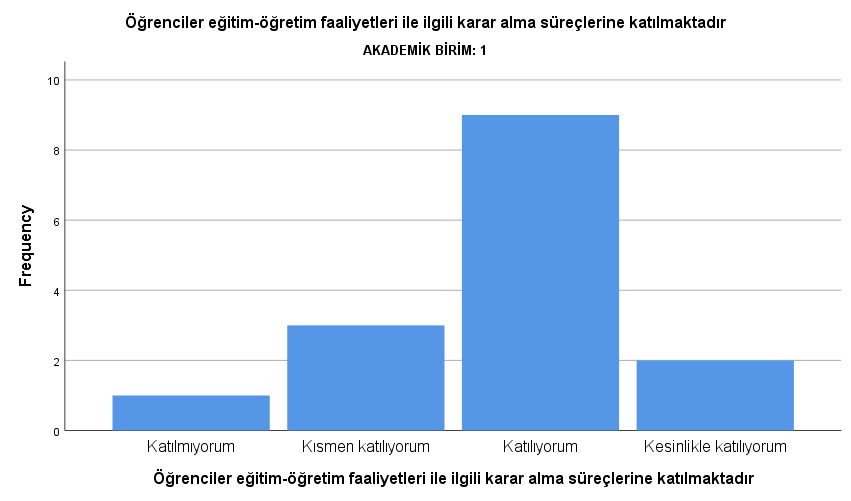 Öğrenciler eğitim-öğretim faaliyetleri ile ilgili karar alma süreçlerine katılmaktadır
AKADEMİK BİRİM: 1
10
8
6
4
2
0
Frequency
Katılmıyorum
Kısmen katılıyorum
Katılıyorum
Kesinlikle katılıyorum
Öğrenciler eğitim-öğretim faaliyetleri ile ilgili karar alma süreçlerine katılmaktadır